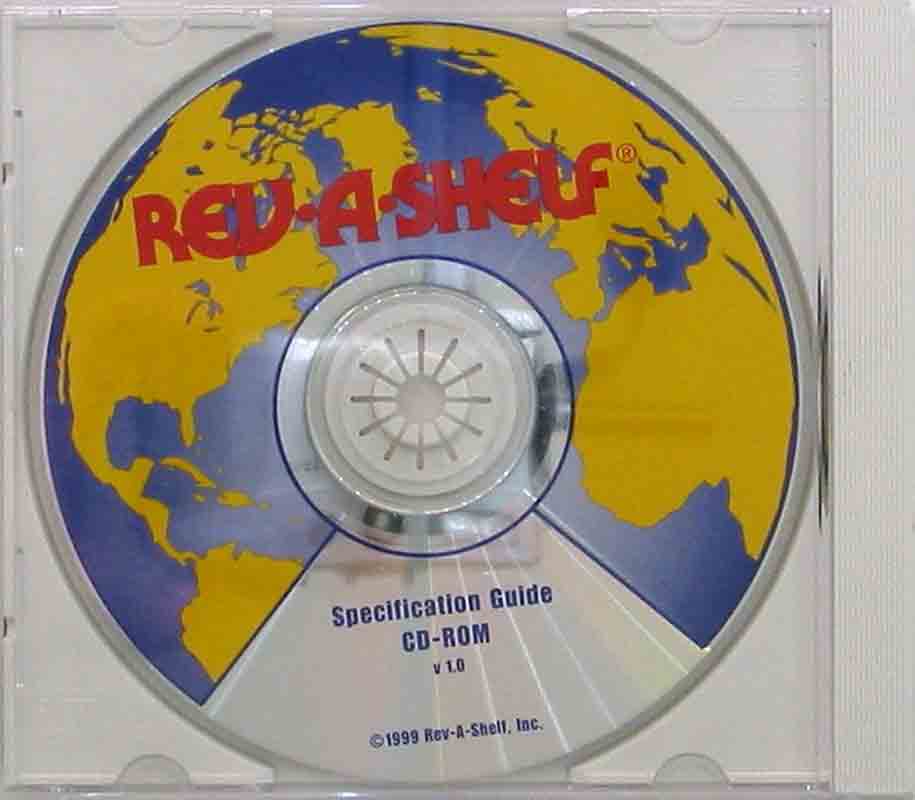 REV·A·SHELF®
Specification Guide
CD-ROM
v 1.0
©1999 Rev-A-Shelf, Inc.